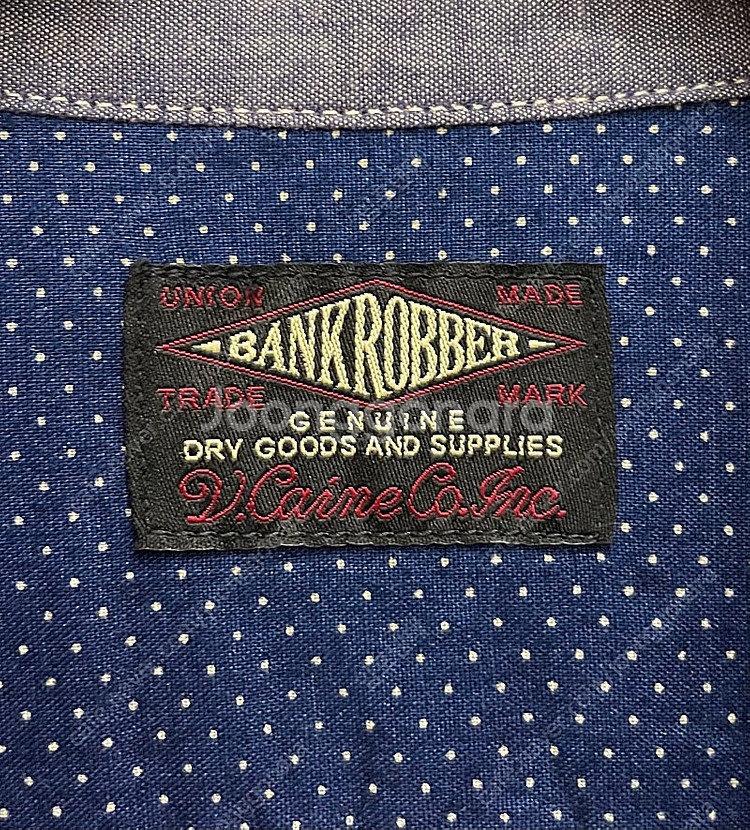 UNION MADE
BANKROBBER
TRADE MARK
GENUINE
DRY GOODS AND SUPPLIES
V. Caine Co. Inc.